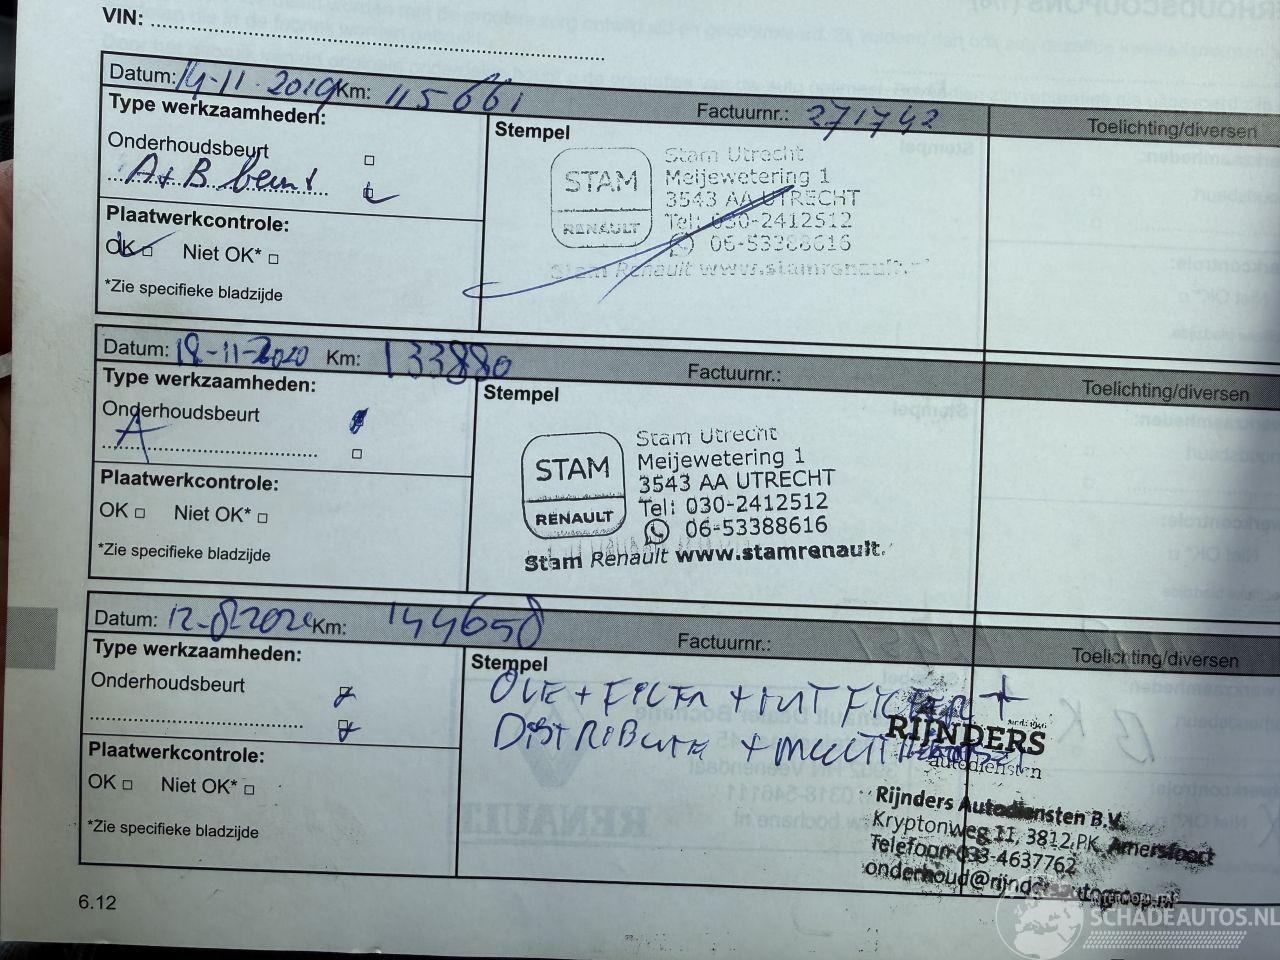 VIN:
Datum: 14-11-2019 Km: 115661 Factuurnr.: 271742 Toelichting/diversen
Type werkzaamheden:
Onderhoudsbeurt
A+B beurt
Plaatwerkcontrole:
OK Niet OK*
*Zie specifieke bladzijde
Stempel
STAM
RENAULT
Stam Utrecht
Meijewetering 1
3543 AA UTRECHT
Tel: 030-2412512
06-53388616
Stam Renault www.stamrenault.
Datum: 18-11-2020 Km: 133880 Factuurnr.: Toelichting/diversen
Type werkzaamheden:
Onderhoudsbeurt
A
Plaatwerkcontrole:
OK Niet OK*
*Zie specifieke bladzijde
Stempel
STAM
RENAULT
Stam Utrecht
Meijewetering 1
3543 AA UTRECHT
Tel: 030-2412512
06-53388616
Stam Renault www.stamrenault.
Datum: 12-8-202 Km: 144658 Factuurnr.: Toelichting/diversen
Type werkzaamheden:
Onderhoudsbeurt
Plaatwerkcontrole:
OK Niet OK*
*Zie specifieke bladzijde
Stempel
OLIE + FILTER + INT FILTER +
DISTRIBUTIE + MULTI
RIJNDERS
autodiensten
Rijnders Autodiensten B.V.
Kryptonweg 11, 3812 PK Amersfoort
Telefoon 033-4637762
6.12
SCHADEAUTOS.NL